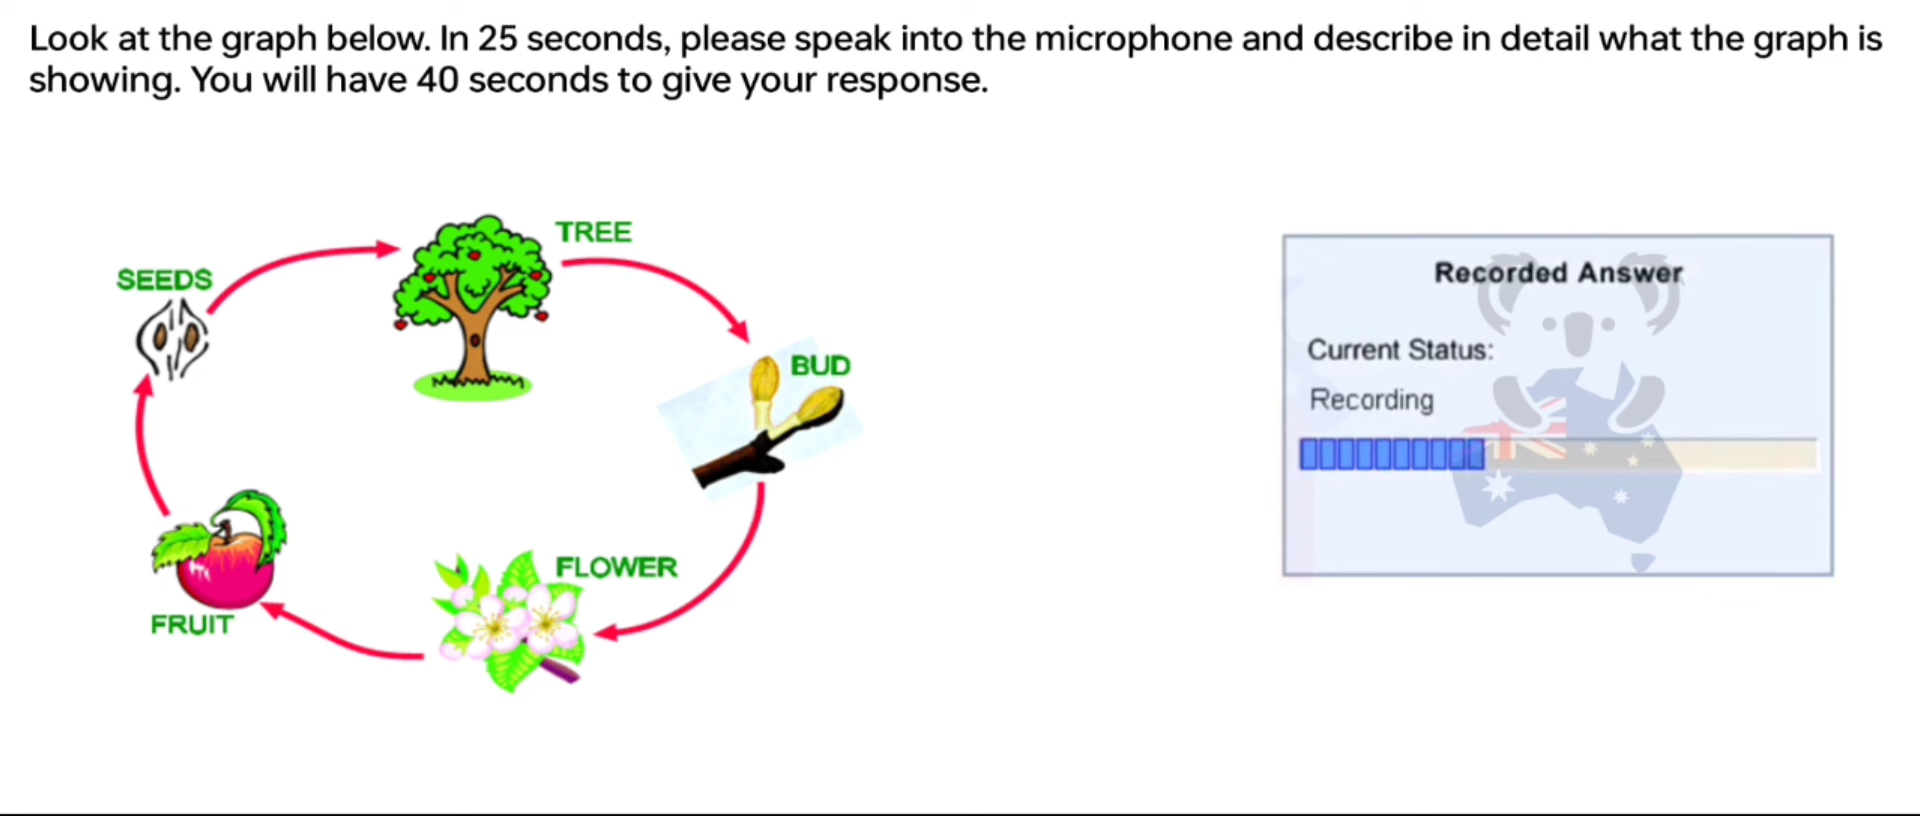 Look at the graph below. In 25 seconds, please speak into the microphone and describe in detail what the graph is
showing. You will have 40 seconds to give your response.
TREE
SEEDS
BUD
FLOWER
FRUIT
Recorded Answer
Current Status:
Recording